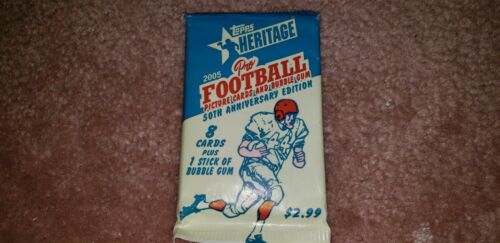 Topps
HERITAGE
2005 Pro
FOOTBALL
PICTURE CARDS AND BUBBLE GUM
50TH ANNIVERSARY EDITION
8
CARDS
PLUS
1 STICK OF
BUBBLE GUM
$2.99